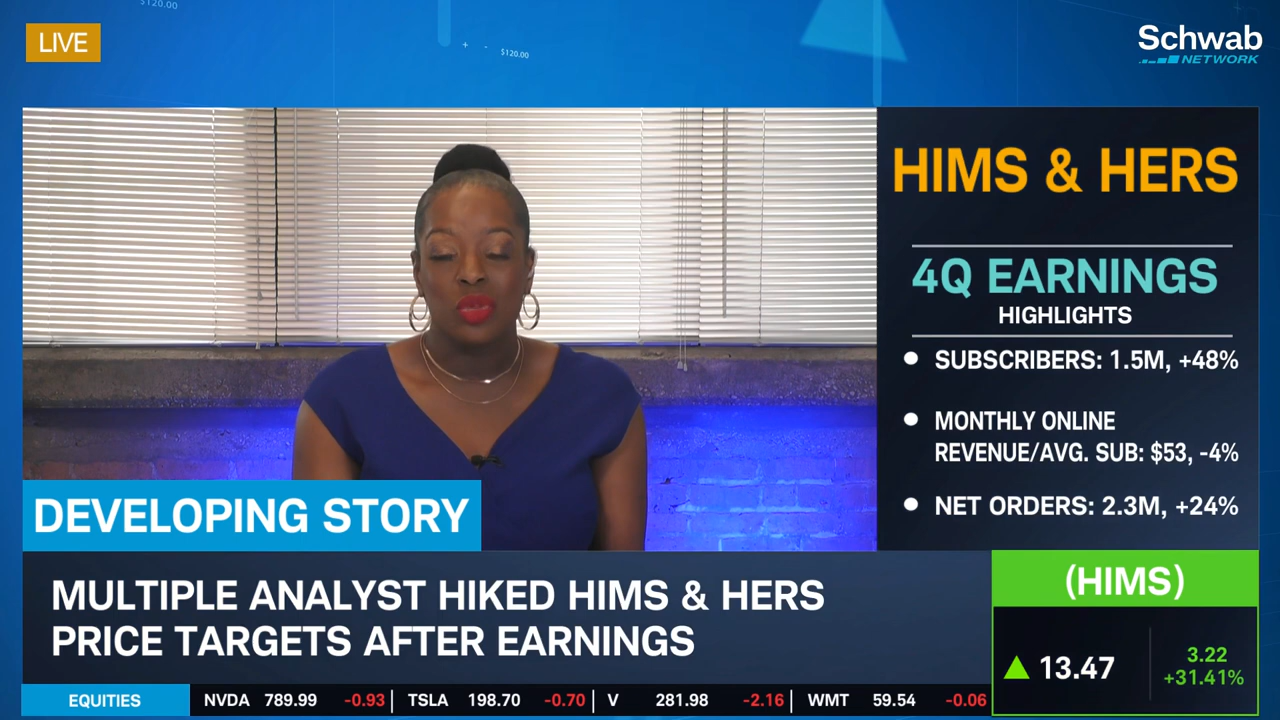 $120.00
LIVE
+ - $120.00
Schwab
NETWORK
HIMS & HERS
4Q EARNINGS
HIGHLIGHTS
SUBSCRIBERS: 1.5M, +48%
MONTHLY ONLINE
REVENUE/AVG. SUB: $53, -4%
NET ORDERS: 2.3M, +24%
DEVELOPING STORY
MULTIPLE ANALYST HIKED HIMS & HERS
PRICE TARGETS AFTER EARNINGS
(HIMS)
▲ 13.47
3.22
+31.41%
EQUITIES
NVDA 789.99 -0.93 | TSLA 198.70 -0.70 | V 281.98 -2.16 | WMT 59.54 -0.06